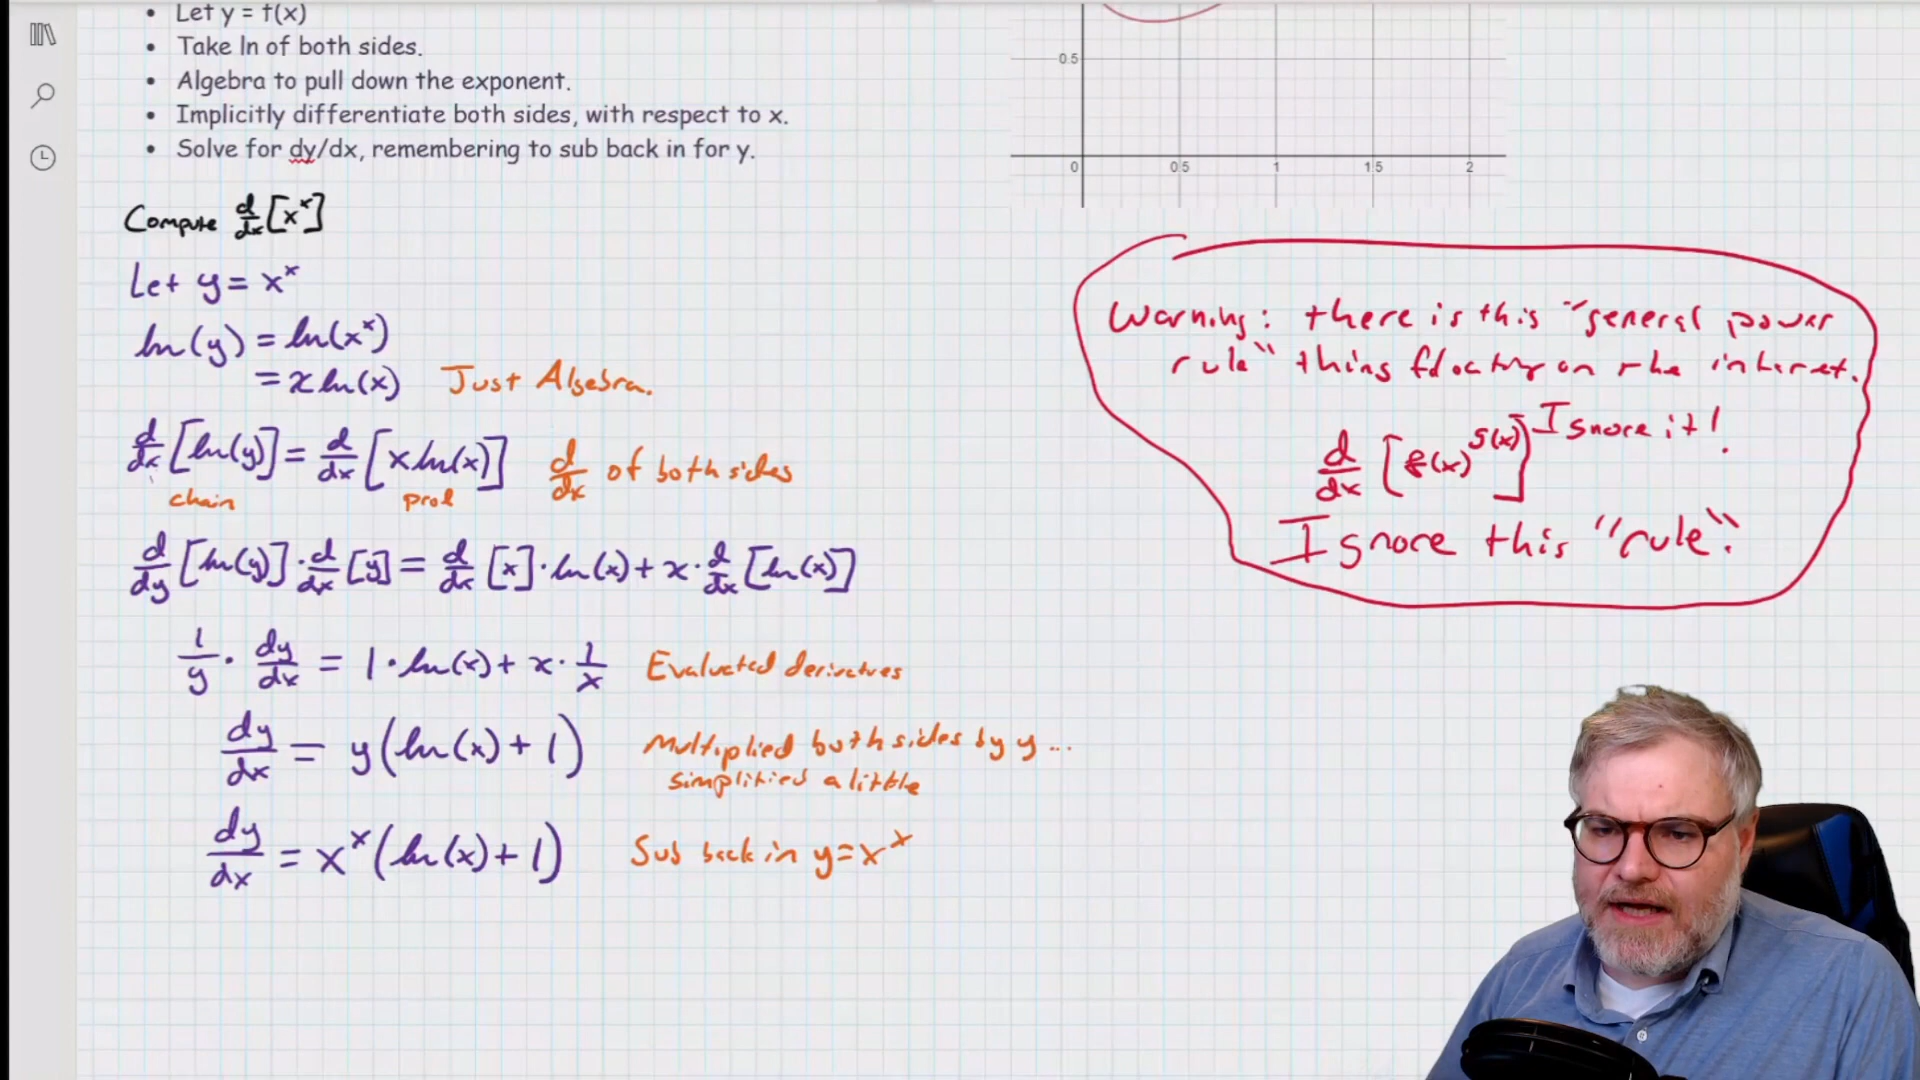 • Let y = f(x)
• Take ln of both sides.
• Algebra to pull down the exponent.
• Implicitly differentiate both sides, with respect to x.
• Solve for dy/dx, remembering to sub back in for y.
0.5
0 0.5 1 1.5 2
Compute d/dx [x^x]
Let y = x^x
ln(y) = ln(x^x)
= x ln(x) Just Algebra.
d/dx [ln(y)] = d/dx [x ln(x)] d/dx of both sides
chain prod
d/dy [ln(y)] · d/dx [y] = d/dx [x] · ln(x) + x · d/dx [ln(x)]
1/y · dy/dx = 1 · ln(x) + x · 1/x Evaluated derivatives
dy/dx = y (ln(x) + 1) Multiplied both sides by y ...
simplified a little
dy/dx = x^x (ln(x) + 1) Sub back in y = x^x
Warning: there is this "general power
rule" thing floating on the internet.
Ignore it!
d/dx [f(x)^g(x)]
Ignore this "rule".